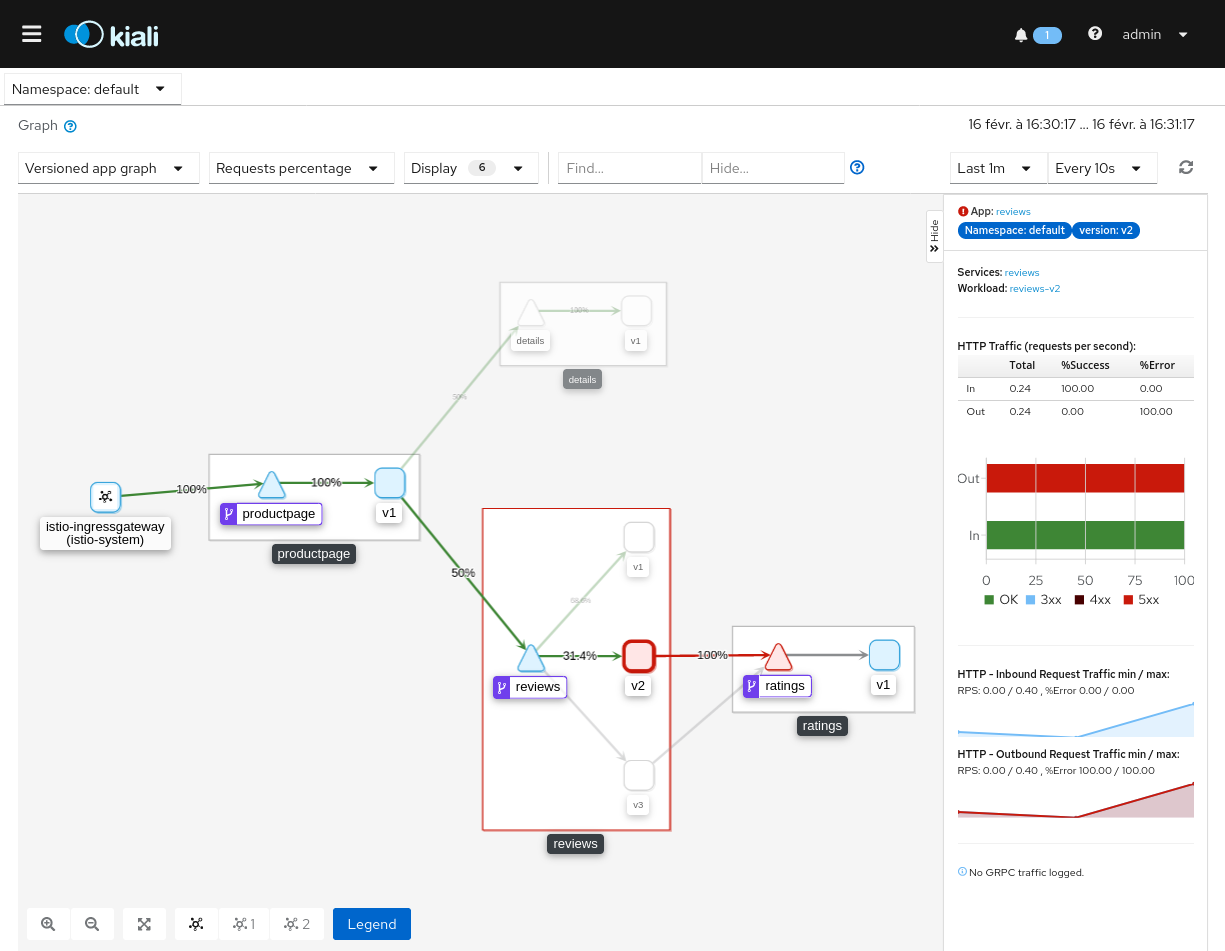 kiali
1
admin
Namespace: default
Graph
16 févr. à 16:30:17 ... 16 févr. à 16:31:17
Versioned app graph
Requests percentage
Display 6
Find...
Hide...
Last 1m
Every 10s
Hide
App: reviews
Namespace: default
version: v2
Services: reviews
Workload: reviews-v2
HTTP Traffic (requests per second):
Total %Success %Error
In 0.24 100.00 0.00
Out 0.24 0.00 100.00
Out
In
0 25 50 75 100
OK 3xx 4xx 5xx
HTTP - Inbound Request Traffic min / max:
RPS: 0.00 / 0.40 , %Error 0.00 / 0.00
HTTP - Outbound Request Traffic min / max:
RPS: 0.00 / 0.40 , %Error 100.00 / 100.00
No GRPC traffic logged.
100%
details
v1
details
50%
100%
100%
istio-ingressgateway
(istio-system)
productpage
v1
productpage
50%
v1
68.6%
31.4%
100%
reviews
v2
ratings
v1
ratings
v3
reviews
1
2
Legend